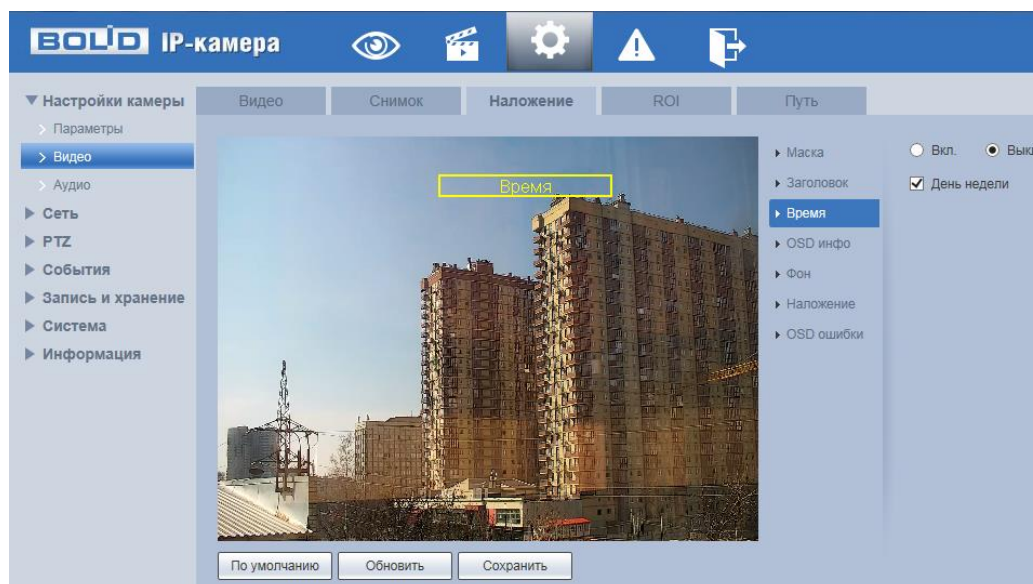 BOLID IP-камера
Настройки камеры
Параметры
Видео
Аудио
Сеть
PTZ
События
Запись и хранение
Система
Информация
Видео Снимок Наложение ROI Путь
Время
Маска
Заголовок
Время
OSD инфо
Фон
Наложение
OSD ошибки
Вкл. Вык
День недели
По умолчанию Обновить Сохранить